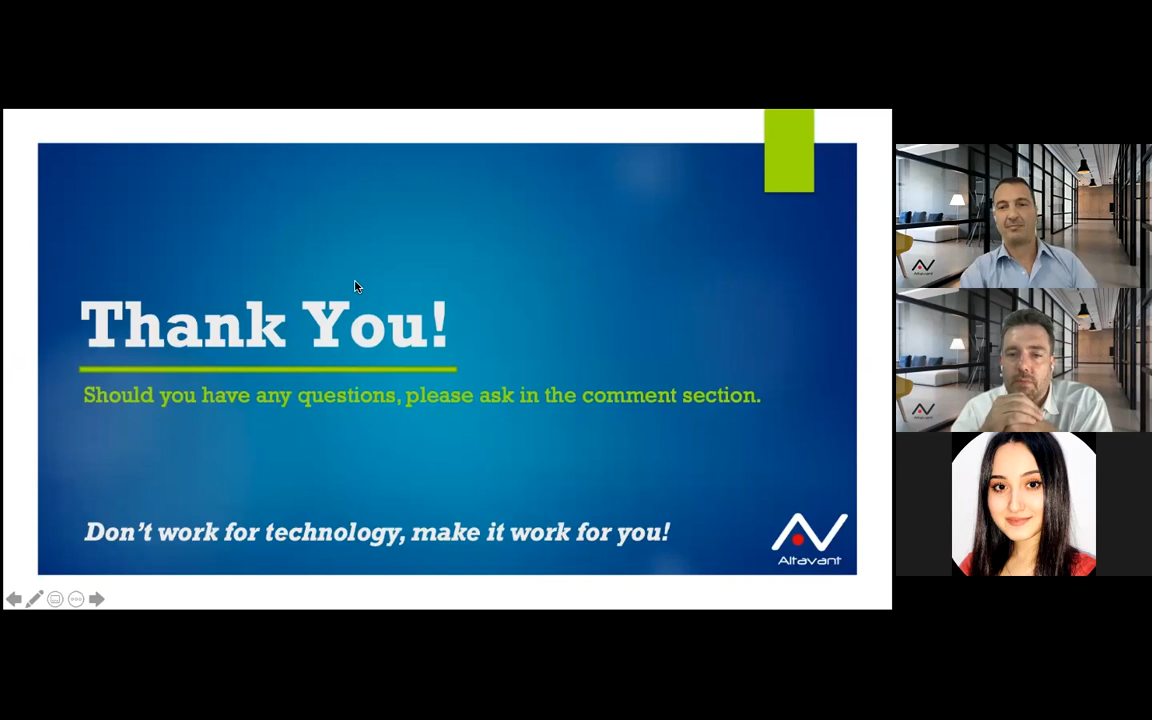 Thank You!
Should you have any questions, please ask in the comment section.
Don't work for technology, make it work for you!
Altavant